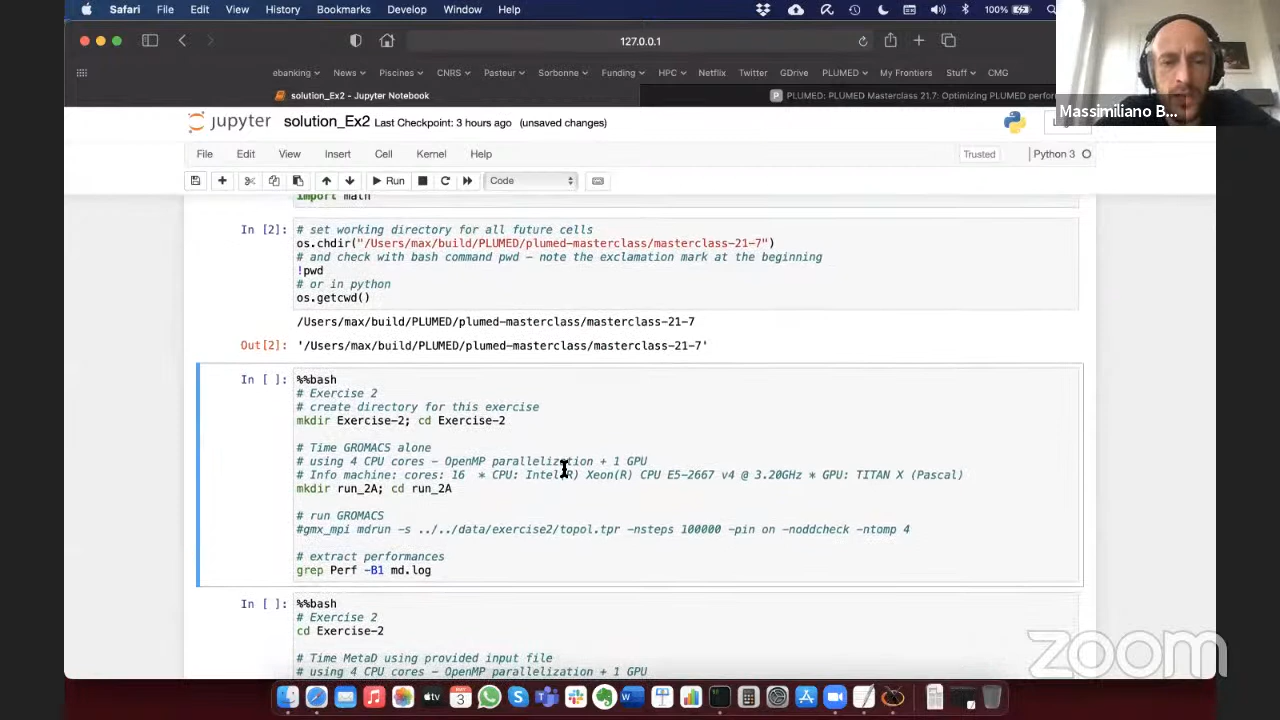 Safari File Edit View History Bookmarks Develop Window Help 100%
127.0.0.1
ebanking News Piscines CNRS Pasteur Sorbonne Funding HPC Netflix Twitter GDrive PLUMED My Frontiers Stuff CMG
solution_Ex2 - Jupyter Notebook
PLUMED: PLUMED Masterclass 21.7: Optimizing PLUMED perfor
Massimiliano B...
jupyter solution_Ex2 Last Checkpoint: 3 hours ago (unsaved changes)
File Edit View Insert Cell Kernel Help Trusted Python 3
Run Code
import math
In [2]: # set working directory for all future cells
os.chdir("/Users/max/build/PLUMED/plumed-masterclass/masterclass-21-7")
# and check with bash command pwd - note the exclamation mark at the beginning
!pwd
# or in python
os.getcwd()
/Users/max/build/PLUMED/plumed-masterclass/masterclass-21-7
Out[2]: '/Users/max/build/PLUMED/plumed-masterclass/masterclass-21-7'
In [ ]: %%bash
# Exercise 2
# create directory for this exercise
mkdir Exercise-2; cd Exercise-2
# Time GROMACS alone
# using 4 CPU cores - OpenMP parallelization + 1 GPU
# Info machine: cores: 16 * CPU: Intel(R) Xeon(R) CPU E5-2667 v4 @ 3.20GHz * GPU: TITAN X (Pascal)
mkdir run_2A; cd run_2A
# run GROMACS
#gmx_mpi mdrun -s ../../data/exercise2/topol.tpr -nsteps 100000 -pin on -noddcheck -ntomp 4
# extract performances
grep Perf -B1 md.log
In [ ]: %%bash
# Exercise 2
cd Exercise-2
# Time MetaD using provided input file
# using 4 CPU cores - OpenMP parallelization + 1 GPU
zoom